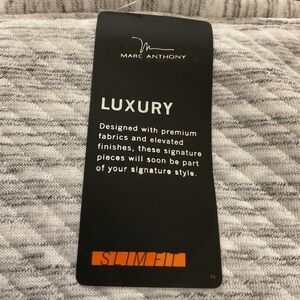 MARC ANTHONY
LUXURY
Designed with premium
fabrics and elevated
finishes, these signature
pieces will soon be part
of your signature style.
SLIM FIT